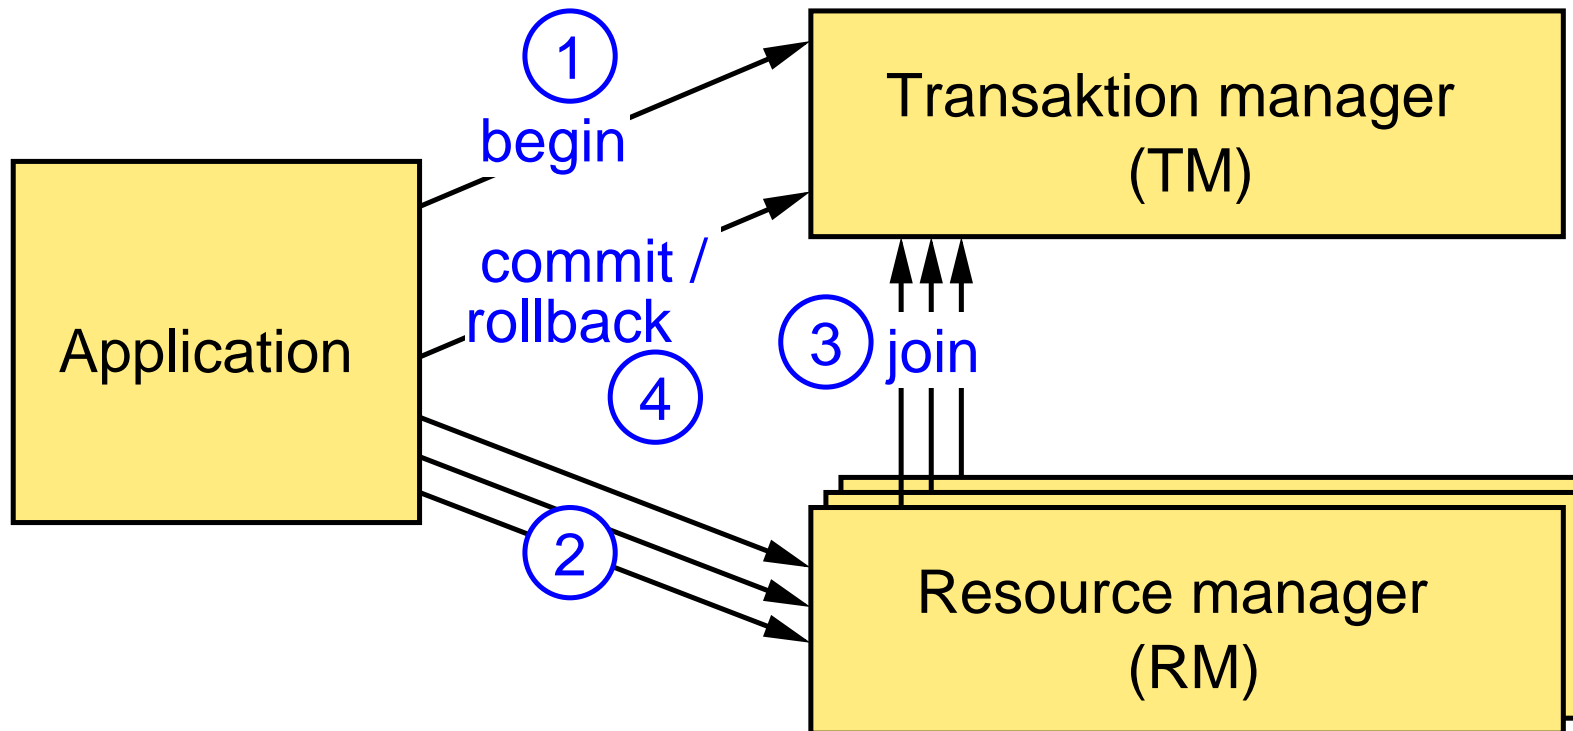 1
begin
Transaktion manager
(TM)
commit /
rollback
Application
3
join
4
2
Resource manager
(RM)